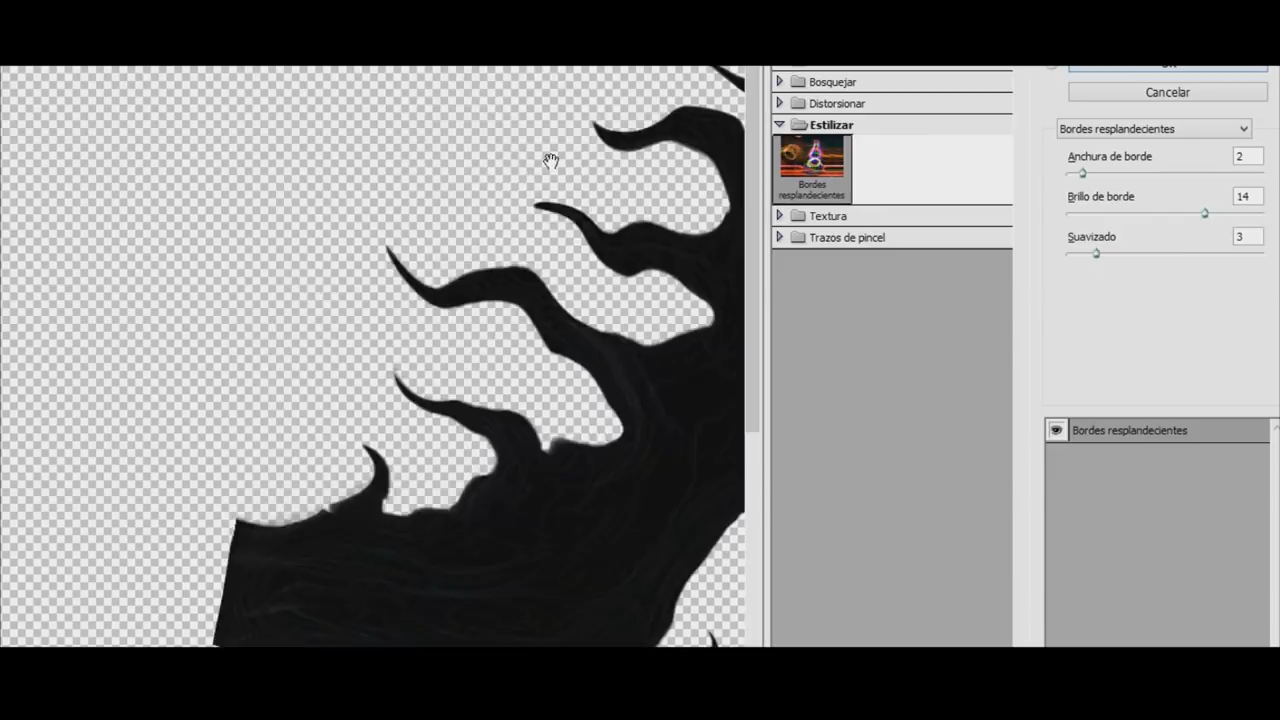 Bosquejar
Distorsionar
Estilizar
Bordes
resplandecientes
Textura
Trazos de pincel
Cancelar
Bordes resplandecientes
Anchura de borde 2
Brillo de borde 14
Suavizado 3
Bordes resplandecientes